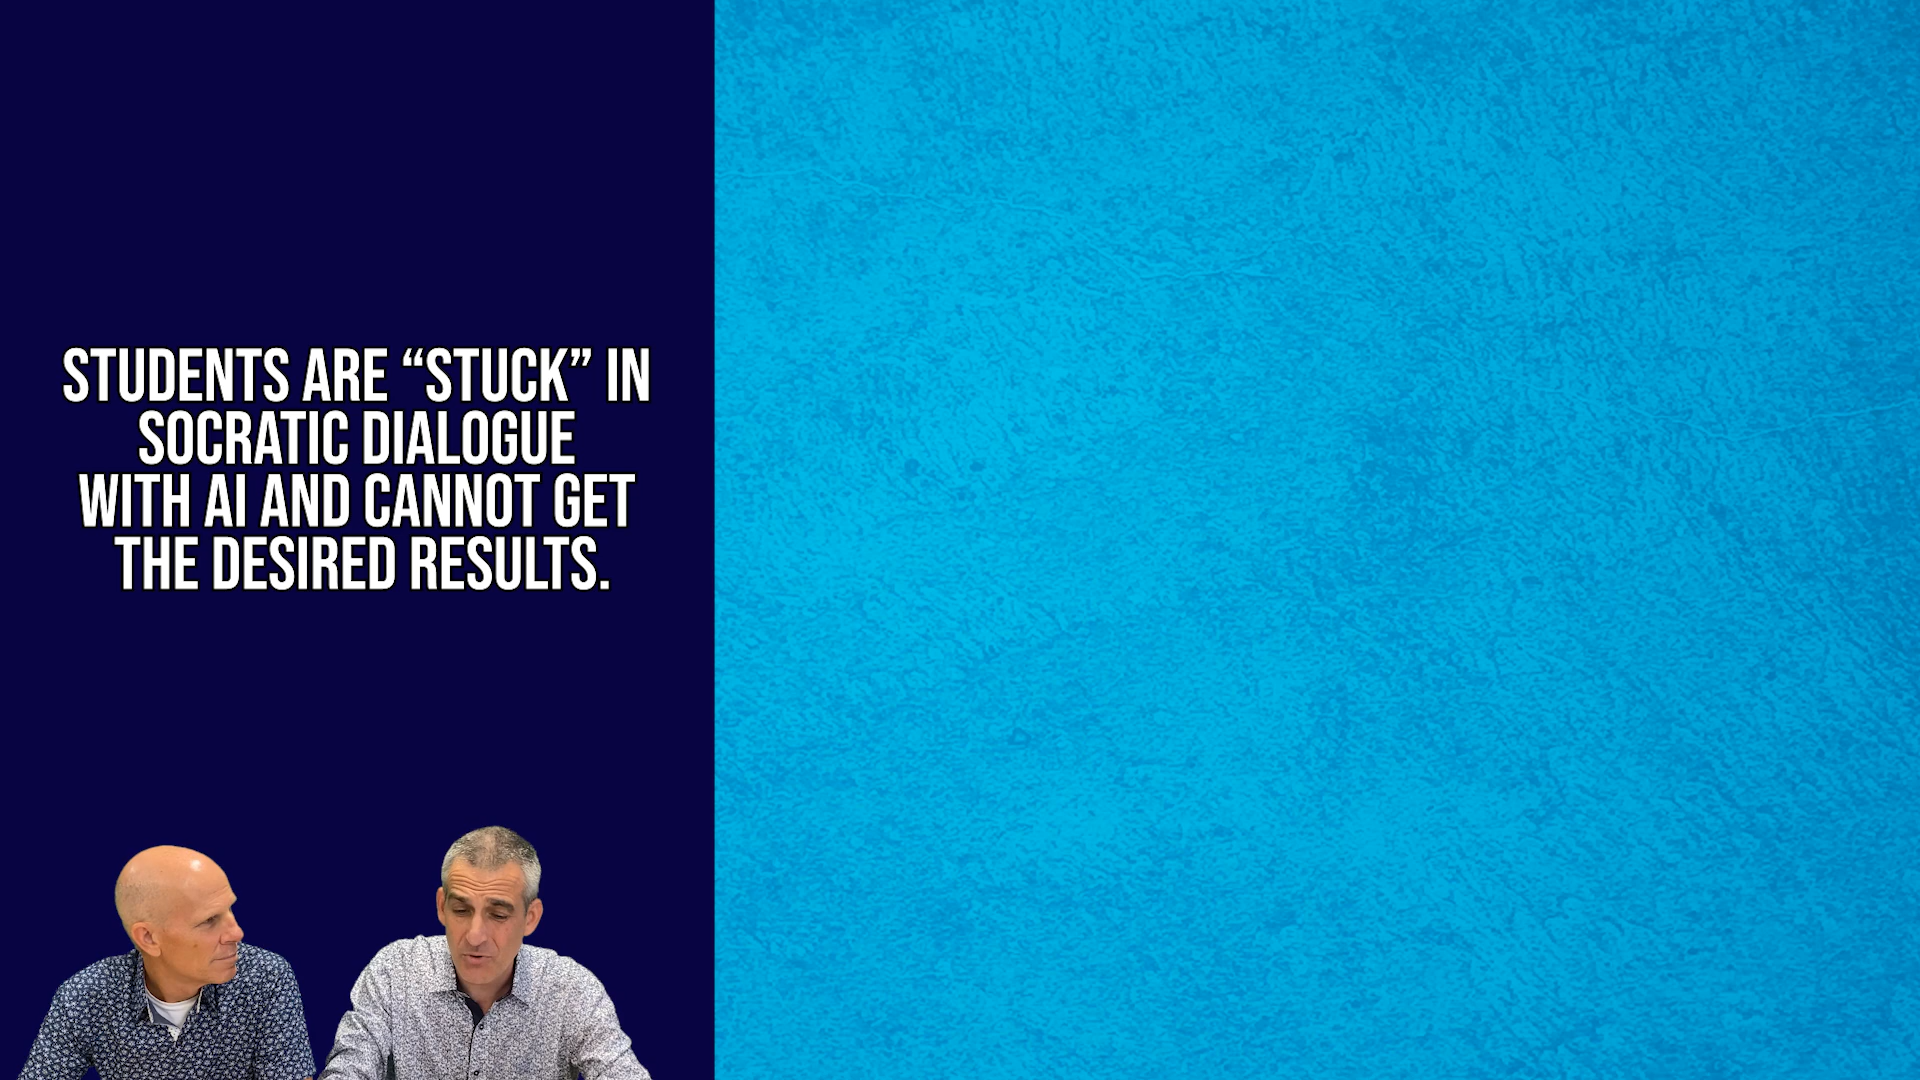 STUDENTS ARE “STUCK” IN
SOCRATIC DIALOGUE
WITH AI AND CANNOT GET
THE DESIRED RESULTS.